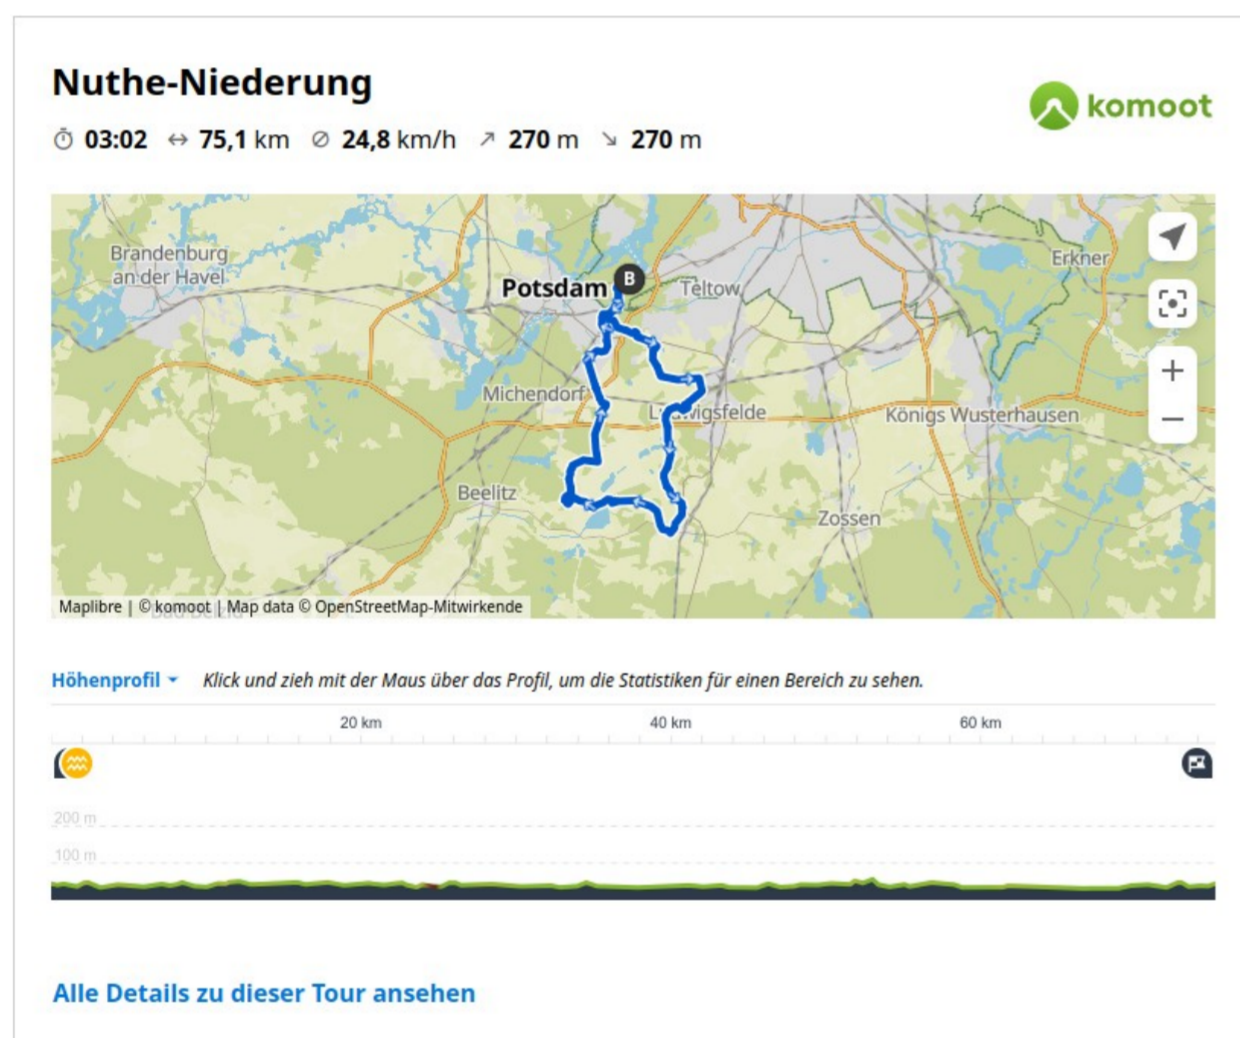 Nuthe-Niederung
komoot
03:02 75,1 km 24,8 km/h 270 m 270 m
Brandenburg
an der Havel
Erkner
B
Potsdam
Teltow
Michendorf
Königs Wusterhausen
Beelitz
Zossen
Maplibre | © komoot | Map data © OpenStreetMap-Mitwirkende
Höhenprofil Klick und zieh mit der Maus über das Profil, um die Statistiken für einen Bereich zu sehen.
20 km 40 km 60 km
200 m
100 m
Alle Details zu dieser Tour ansehen